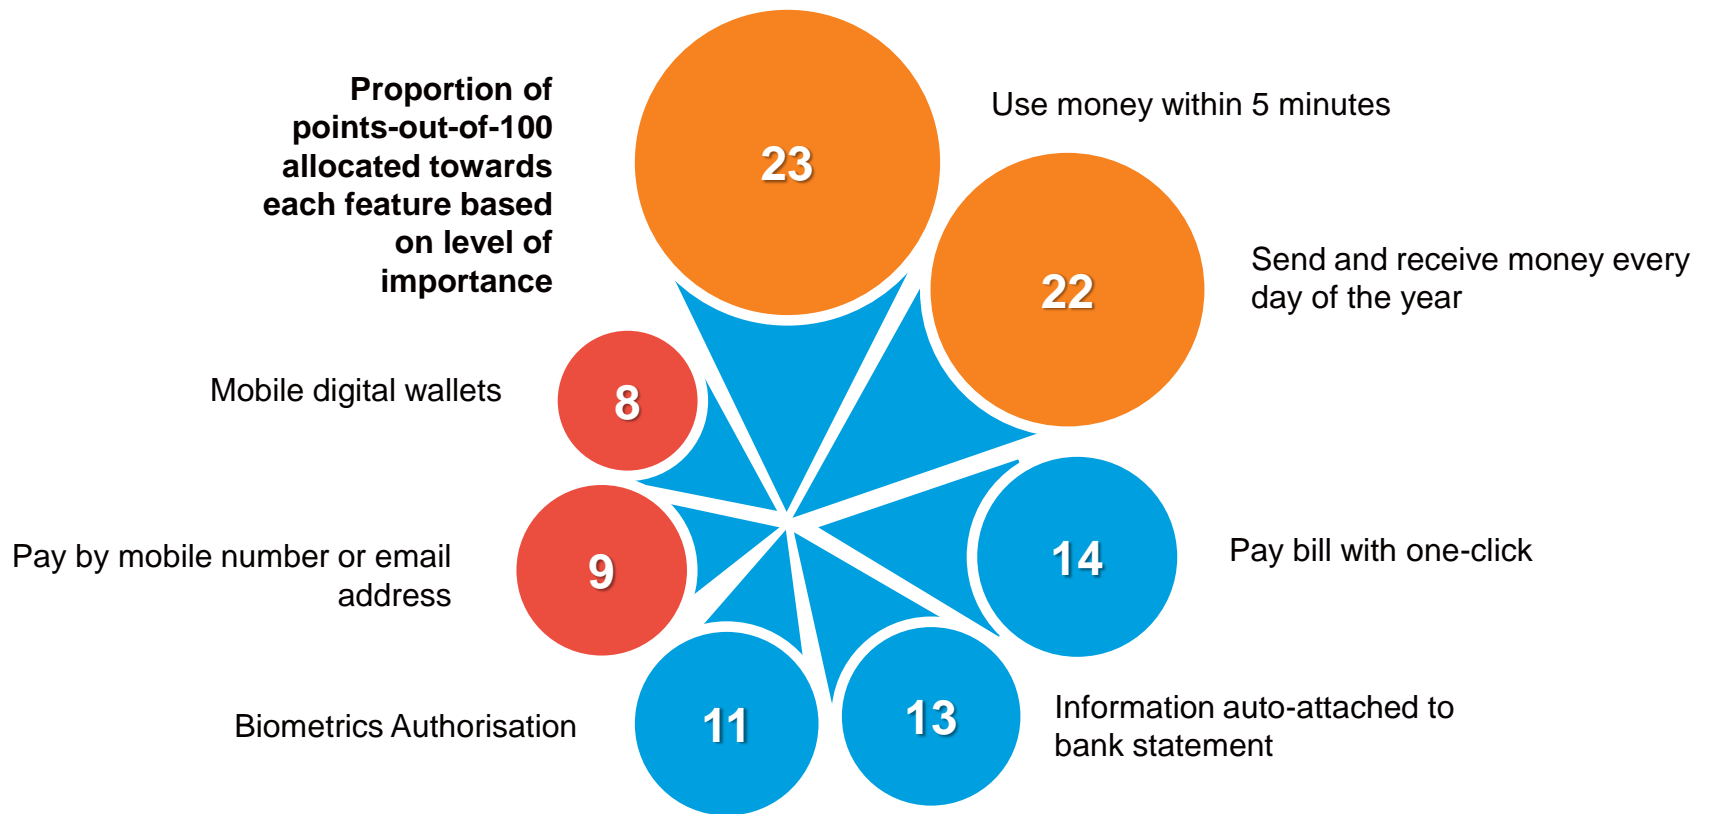 Proportion of
points-out-of-100
allocated towards
each feature based
on level of
importance
23
Use money within 5 minutes
22
Send and receive money every
day of the year
14
Pay bill with one-click
13
Information auto-attached to
bank statement
11
Biometrics Authorisation
9
Pay by mobile number or email
address
8
Mobile digital wallets